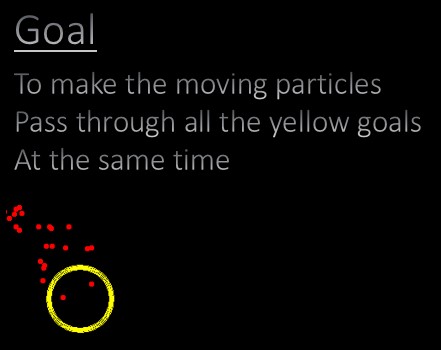 Goal
To make the moving particles
Pass through all the yellow goals
At the same time